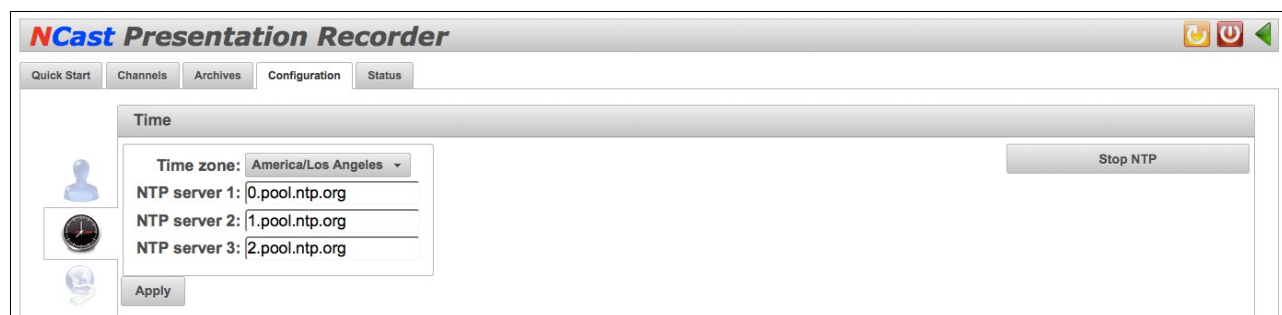 NCast Presentation Recorder
Quick Start Channels Archives Configuration Status
Time
Time zone: America/Los Angeles
Stop NTP
NTP server 1: 0.pool.ntp.org
NTP server 2: 1.pool.ntp.org
NTP server 3: 2.pool.ntp.org
Apply